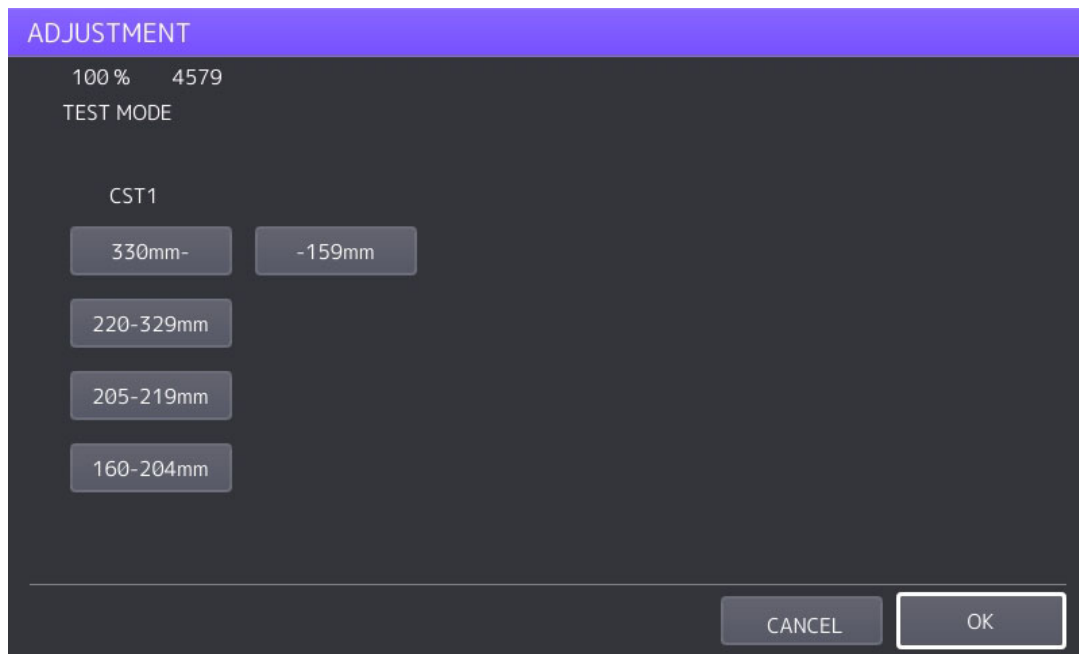 ADJUSTMENT
100 % 4579
TEST MODE
CST1
330mm- -159mm
220-329mm
205-219mm
160-204mm
CANCEL OK